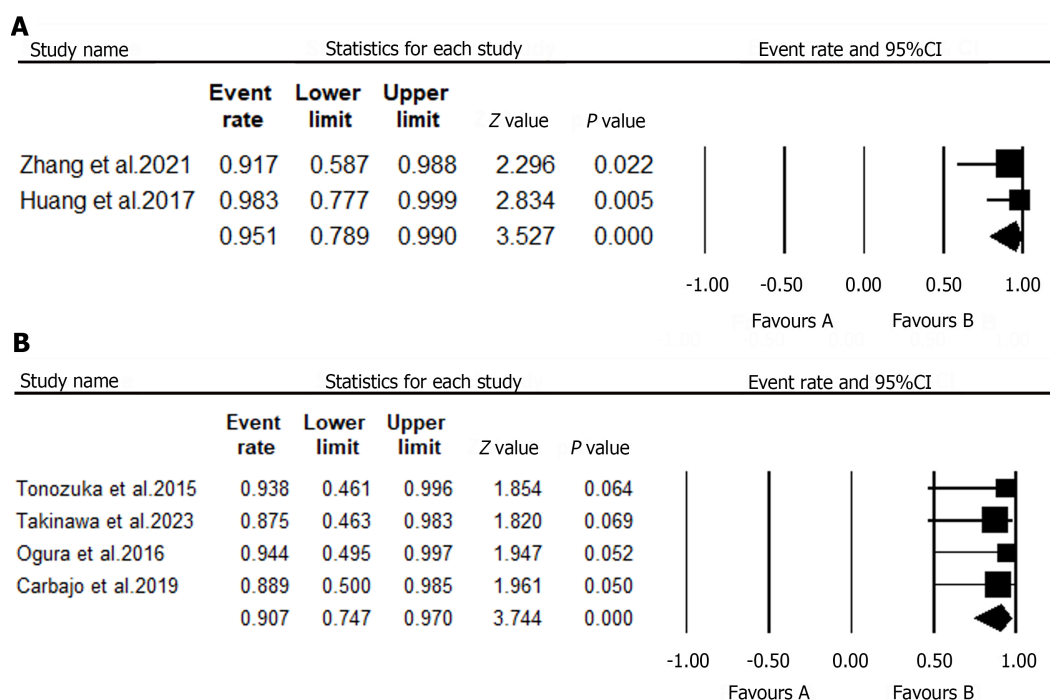 A
Study name Statistics for each study Event rate and 95%CI
Event Lower Upper
rate limit limit Z value P value
Zhang et al.2021 0.917 0.587 0.988 2.296 0.022
Huang et al.2017 0.983 0.777 0.999 2.834 0.005
0.951 0.789 0.990 3.527 0.000
-1.00 -0.50 0.00 0.50 1.00
Favours A Favours B
B
Study name Statistics for each study Event rate and 95%CI
Event Lower Upper
rate limit limit Z value P value
Tonozuka et al.2015 0.938 0.461 0.996 1.854 0.064
Takinawa et al.2023 0.875 0.463 0.983 1.820 0.069
Ogura et al.2016 0.944 0.495 0.997 1.947 0.052
Carbajo et al.2019 0.889 0.500 0.985 1.961 0.050
0.907 0.747 0.970 3.744 0.000
-1.00 -0.50 0.00 0.50 1.00
Favours A Favours B